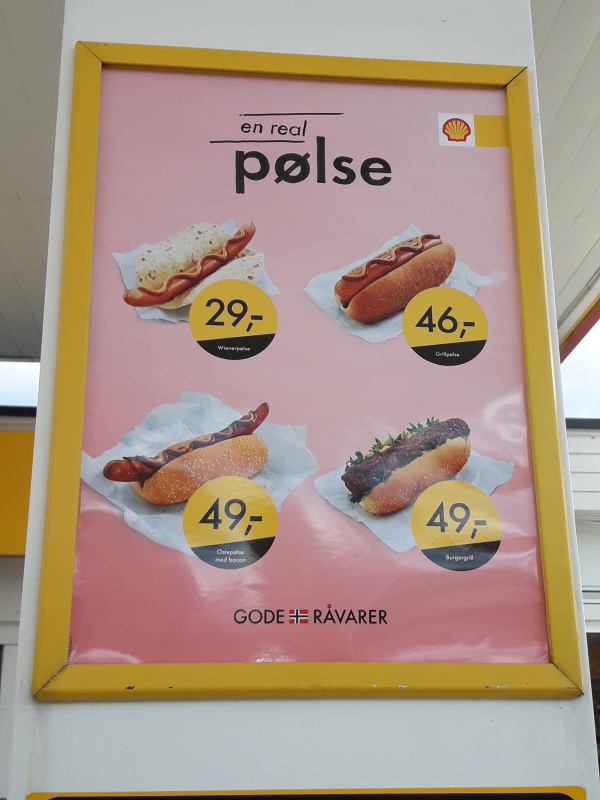 en real
pølse
29,-
Wienerpølse
46,-
Grillpølse
49,-
Ostepølse
med bacon
49,-
Burgergrill
GODE RÅVARER